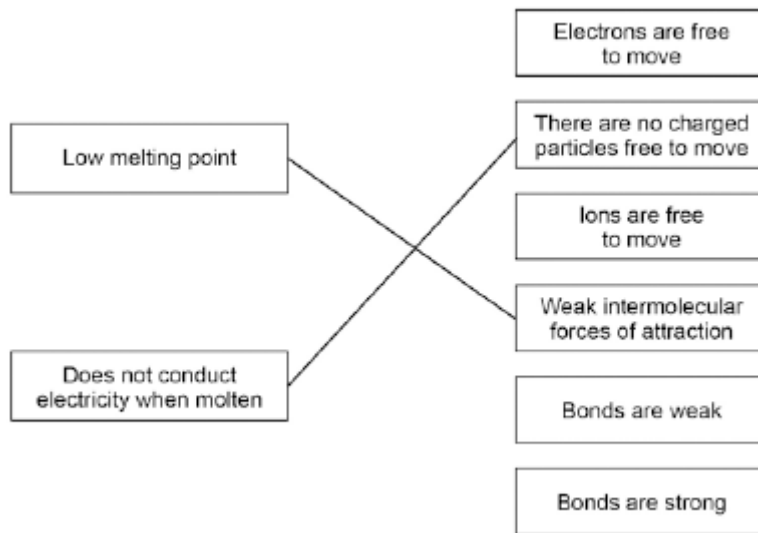 Low melting point
Does not conduct
electricity when molten
Electrons are free
to move
There are no charged
particles free to move
Ions are free
to move
Weak intermolecular
forces of attraction
Bonds are weak
Bonds are strong